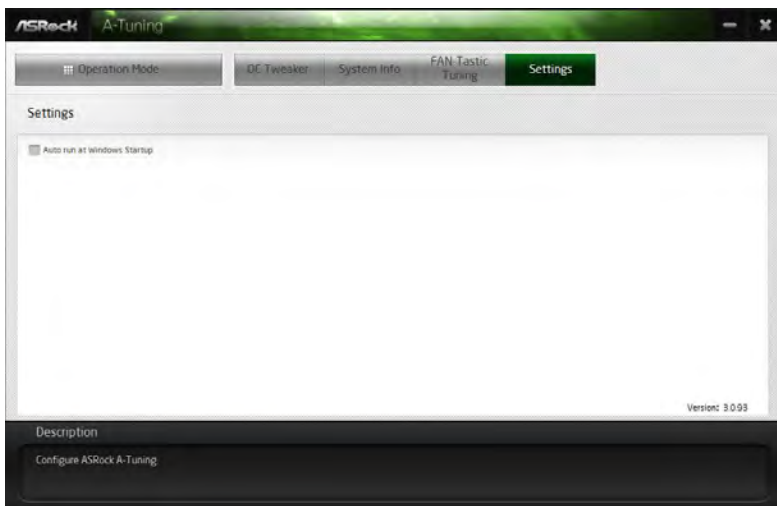 ASRock A-Tuning
Operation Mode
OC Tweaker
System Info
FAN-Tastic
Tuning
Settings
Settings
Auto run at Windows Startup
Version: 3.0.93
Description
Configure ASRock A-Tuning